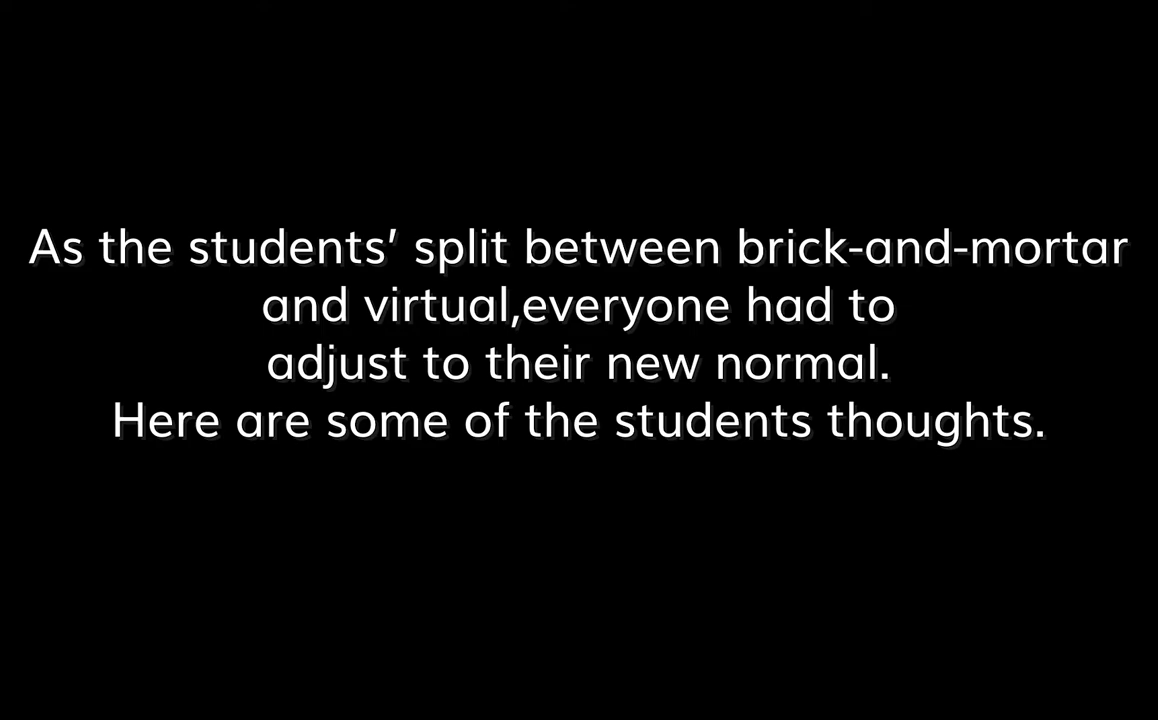 As the students’ split between brick-and-mortar
and virtual,everyone had to
adjust to their new normal.
Here are some of the students thoughts.